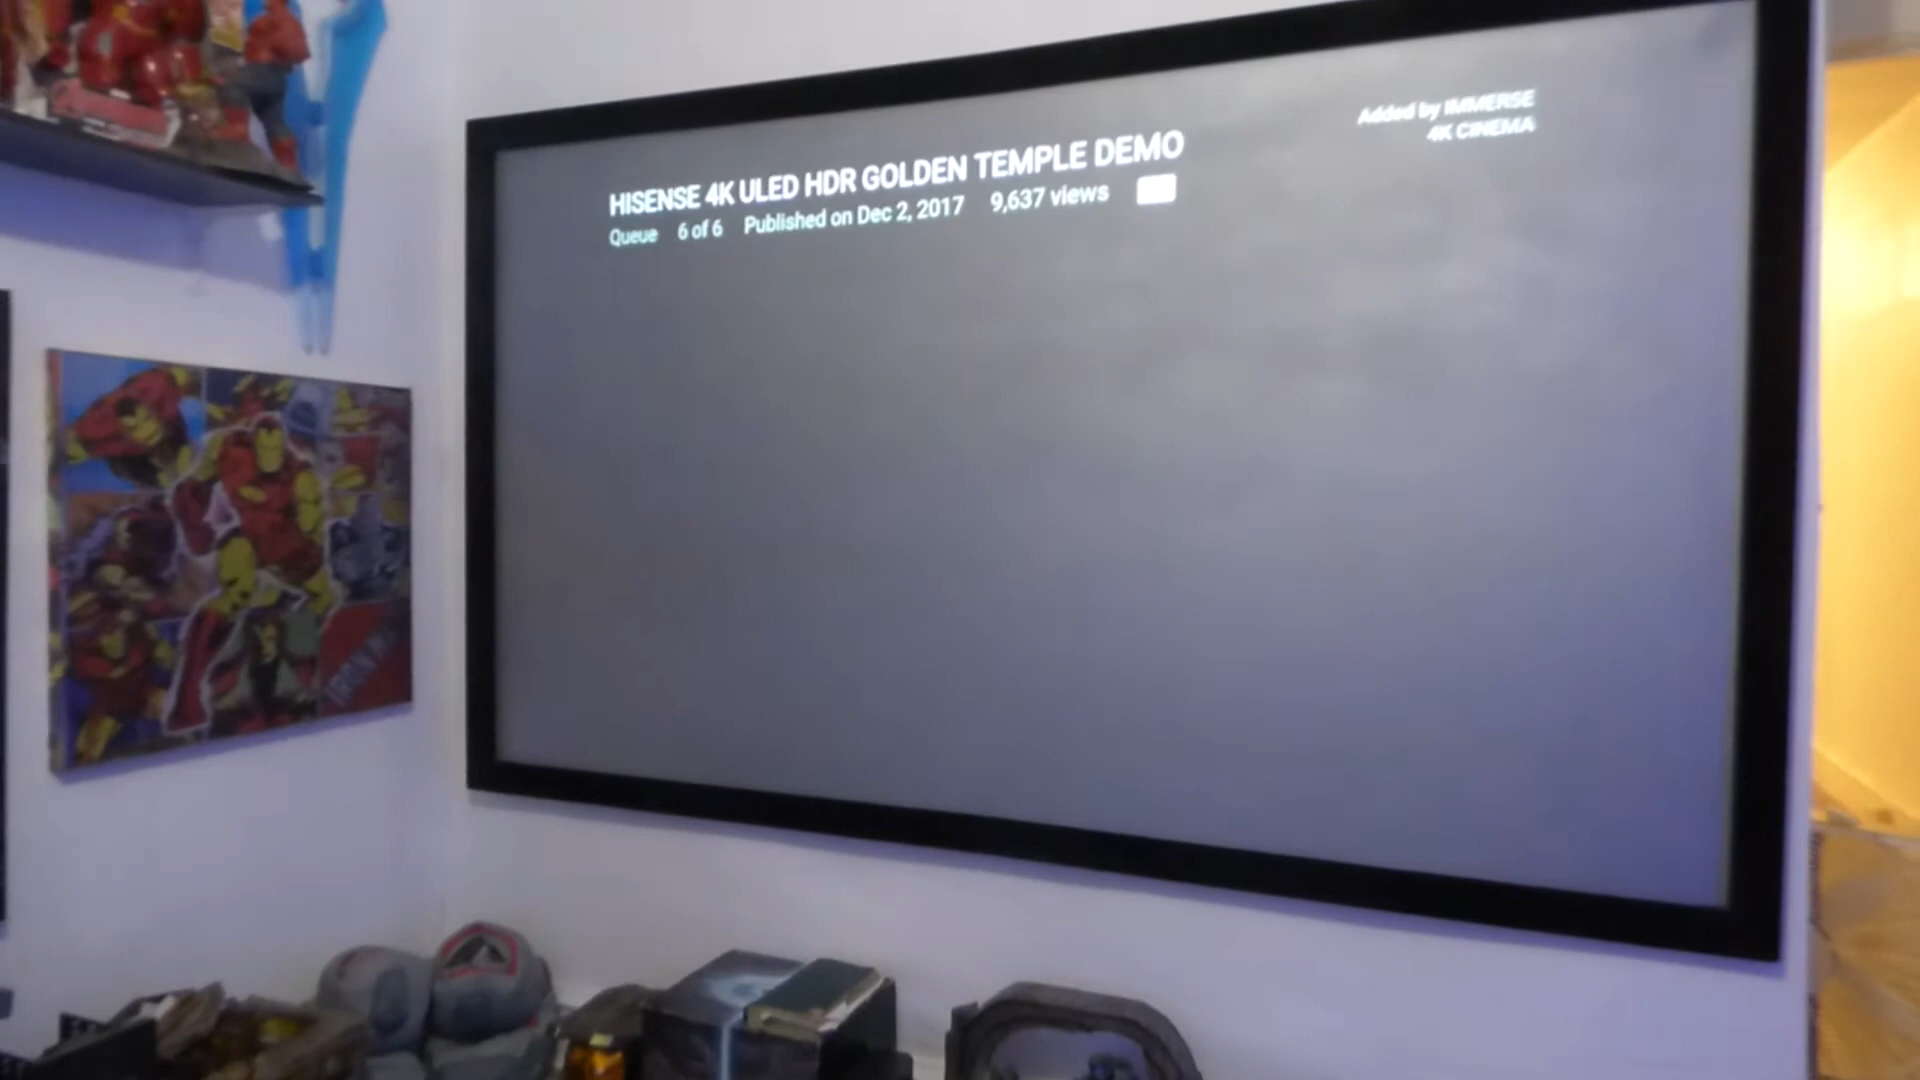 Added by IMMERSE
4K CINEMA
HISENSE 4K ULED HDR GOLDEN TEMPLE DEMO
Queue 6 of 6 Published on Dec 2, 2017 9,637 views